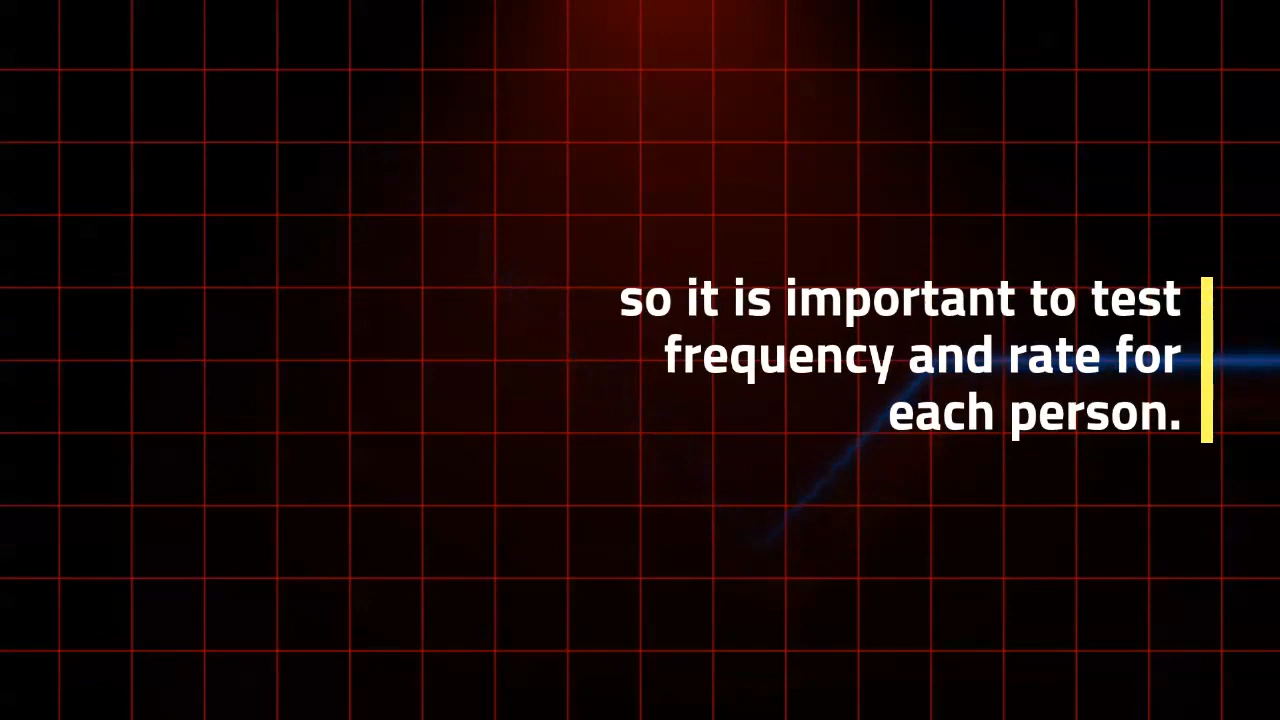 so it is important to test
frequency and rate for
each person.